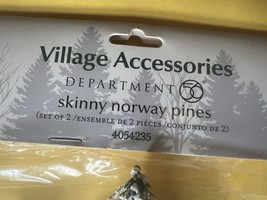 Village Accessories
DEPARTMENT 56
skinny norway pines
(SET OF 2 / ENSEMBLE DE 2 PIÈCES / CONJUNTO DE 2)
4054235